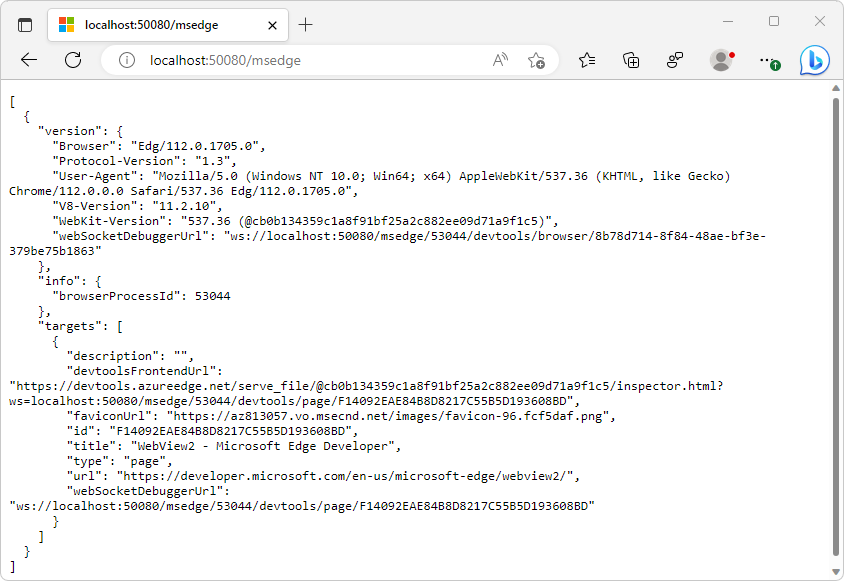 localhost:50080/msedge
localhost:50080/msedge
[
  {
    "version": {
      "Browser": "Edg/112.0.1705.0",
      "Protocol-Version": "1.3",
      "User-Agent": "Mozilla/5.0 (Windows NT 10.0; Win64; x64) AppleWebKit/537.36 (KHTML, like Gecko)
Chrome/112.0.0.0 Safari/537.36 Edg/112.0.1705.0",
      "V8-Version": "11.2.10",
      "WebKit-Version": "537.36 (@cb0b134359c1a8f91bf25a2c882ee09d71a9f1c5)",
      "webSocketDebuggerUrl": "ws://localhost:50080/msedge/53044/devtools/browser/8b78d714-8f84-48ae-bf3e-
379be75b1863"
    },
    "info": {
      "browserProcessId": 53044
    },
    "targets": [
      {
        "description": "",
        "devtoolsFrontendUrl":
"https://devtools.azureedge.net/serve_file/@cb0b134359c1a8f91bf25a2c882ee09d71a9f1c5/inspector.html?
ws=localhost:50080/msedge/53044/devtools/page/F14092EAE84B8D8217C55B5D193608BD",
        "faviconUrl": "https://az813057.vo.msecnd.net/images/favicon-96.fcf5daf.png",
        "id": "F14092EAE84B8D8217C55B5D193608BD",
        "title": "WebView2 - Microsoft Edge Developer",
        "type": "page",
        "url": "https://developer.microsoft.com/en-us/microsoft-edge/webview2/",
        "webSocketDebuggerUrl":
"ws://localhost:50080/msedge/53044/devtools/page/F14092EAE84B8D8217C55B5D193608BD"
      }
    ]
  }
]